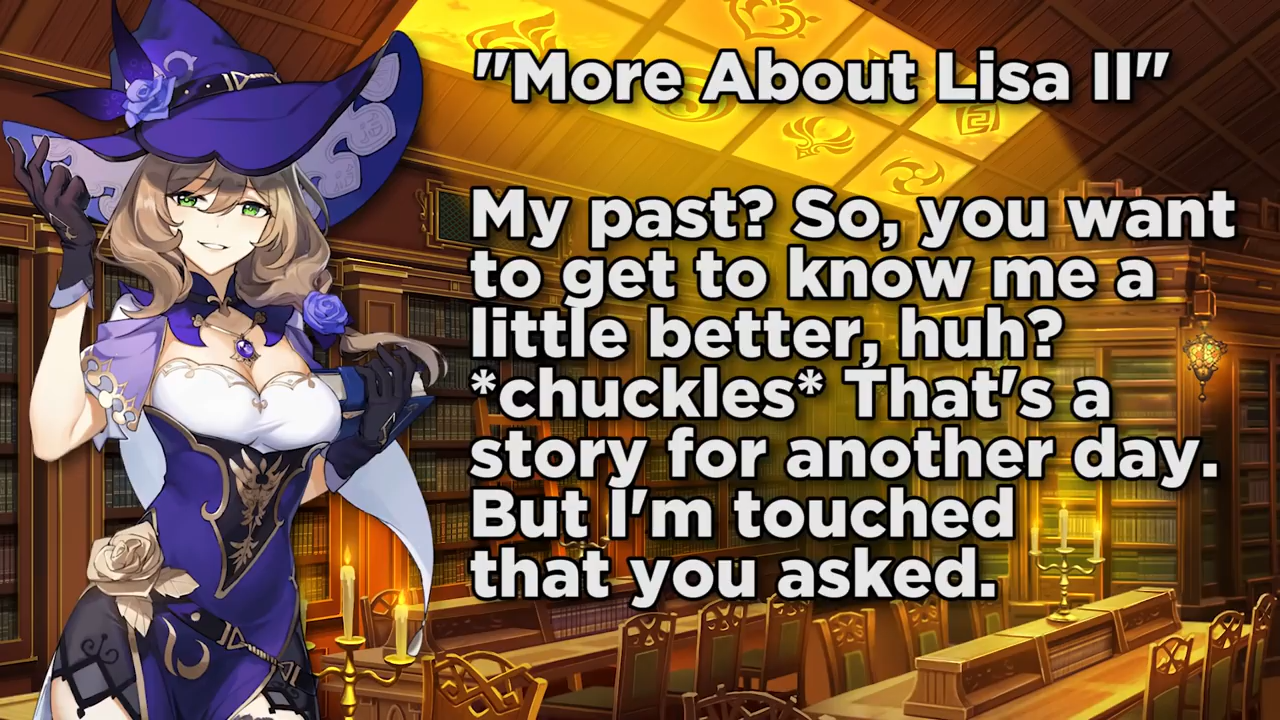 "More About Lisa II"
My past? So, you want
to get to know me a
little better, huh?
*chuckles* That's a
story for another day.
But I'm touched
that you asked.